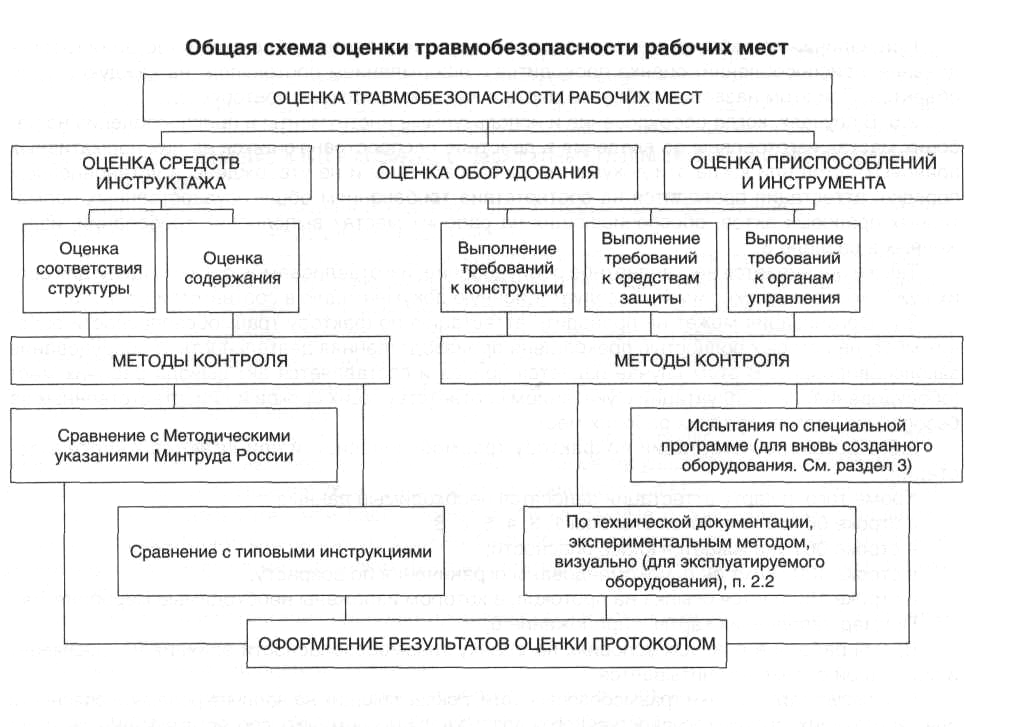 Общая схема оценки травмобезопасности рабочих мест
ОЦЕНКА ТРАВМОБЕЗОПАСНОСТИ РАБОЧИХ МЕСТ
ОЦЕНКА СРЕДСТВ
ИНСТРУКТАЖА
ОЦЕНКА ОБОРУДОВАНИЯ
ОЦЕНКА ПРИСПОСОБЛЕНИЙ
И ИНСТРУМЕНТА
Оценка
соответствия
структуры
Оценка
содержания
Выполнение
требований
к конструкции
Выполнение
требований
к средствам
защиты
Выполнение
требований
к органам
управления
МЕТОДЫ КОНТРОЛЯ
МЕТОДЫ КОНТРОЛЯ
Сравнение с Методическими
указаниями Минтруда России
Испытания по специальной
программе (для вновь созданного
оборудования. См. раздел 3)
Сравнение с типовыми инструкциями
По технической документации,
экспериментальным методом,
визуально (для эксплуатируемого
оборудования), п. 2.2
ОФОРМЛЕНИЕ РЕЗУЛЬТАТОВ ОЦЕНКИ ПРОТОКОЛОМ